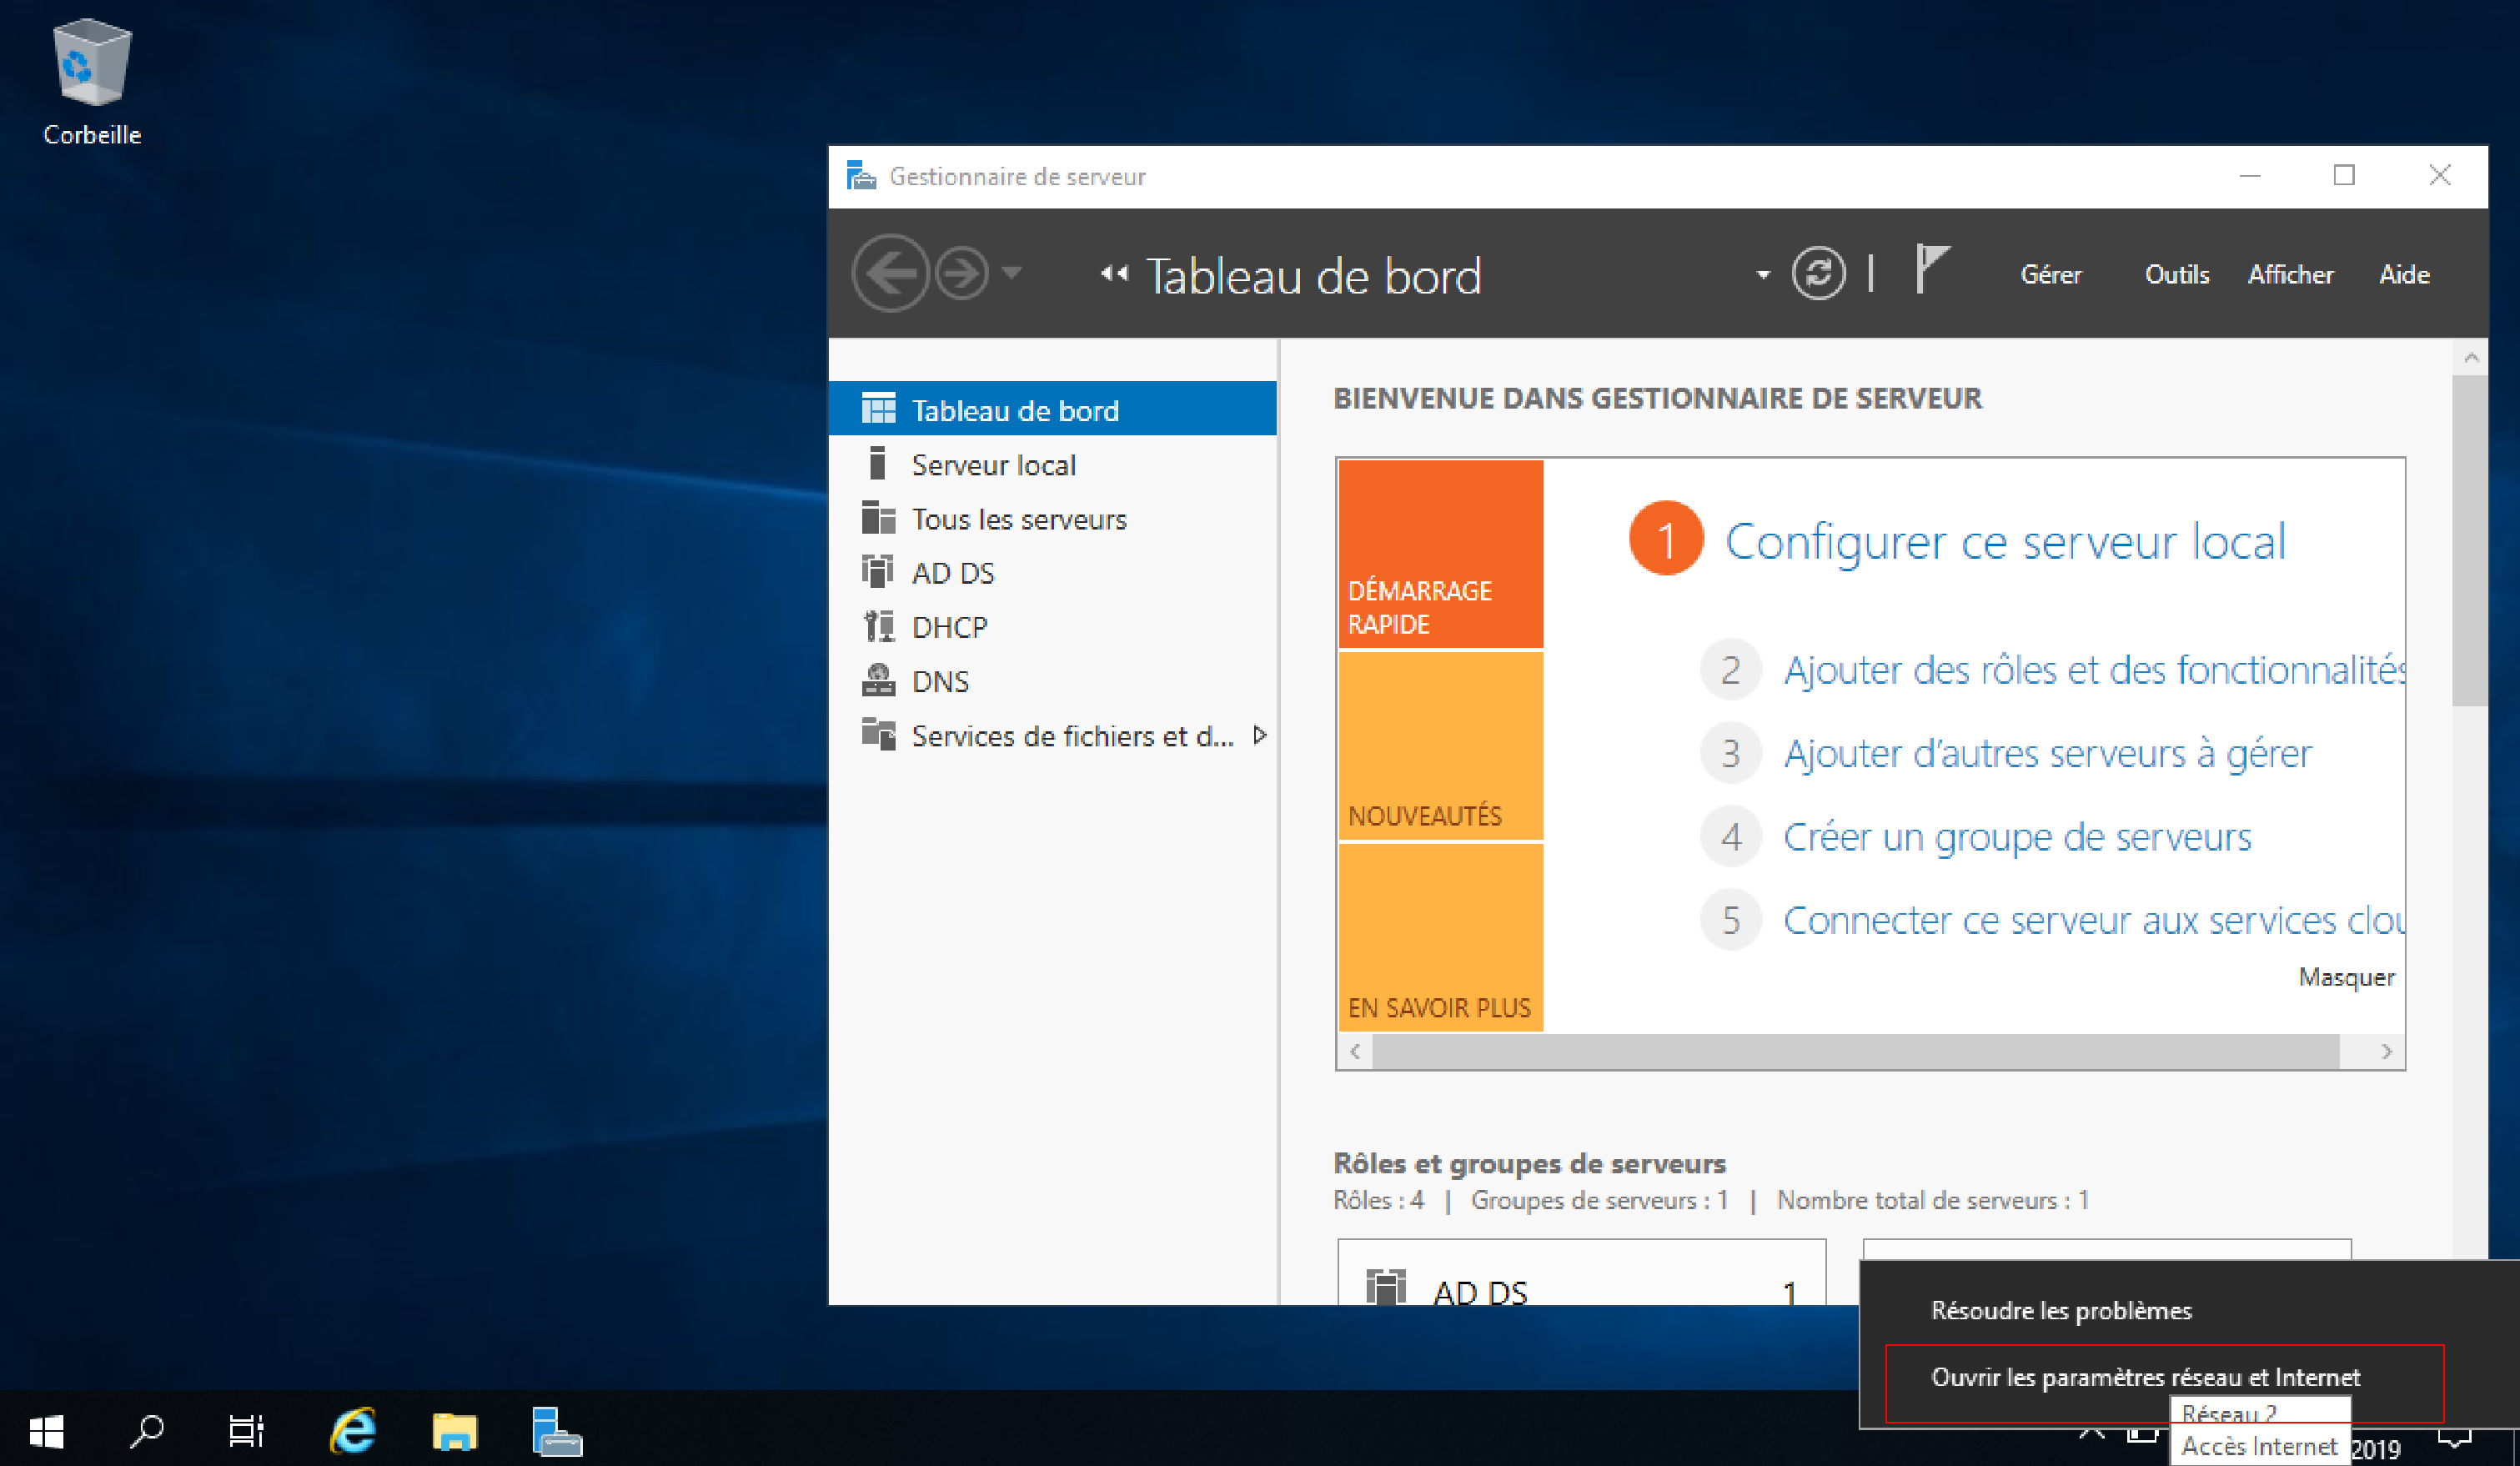 Corbeille
Gestionnaire de serveur
Tableau de bord
Gérer
Outils
Afficher
Aide
Tableau de bord
Serveur local
Tous les serveurs
AD DS
DHCP
DNS
Services de fichiers et d...
BIENVENUE DANS GESTIONNAIRE DE SERVEUR
DÉMARRAGE
RAPIDE
NOUVEAUTÉS
EN SAVOIR PLUS
1 Configurer ce serveur local
2 Ajouter des rôles et des fonctionnalités
3 Ajouter d'autres serveurs à gérer
4 Créer un groupe de serveurs
5 Connecter ce serveur aux services clou
Masquer
Rôles et groupes de serveurs
Rôles : 4 | Groupes de serveurs : 1 | Nombre total de serveurs : 1
AD DS 1
Résoudre les problèmes
Ouvrir les paramètres réseau et Internet
Réseau 2
Accès Internet
2019